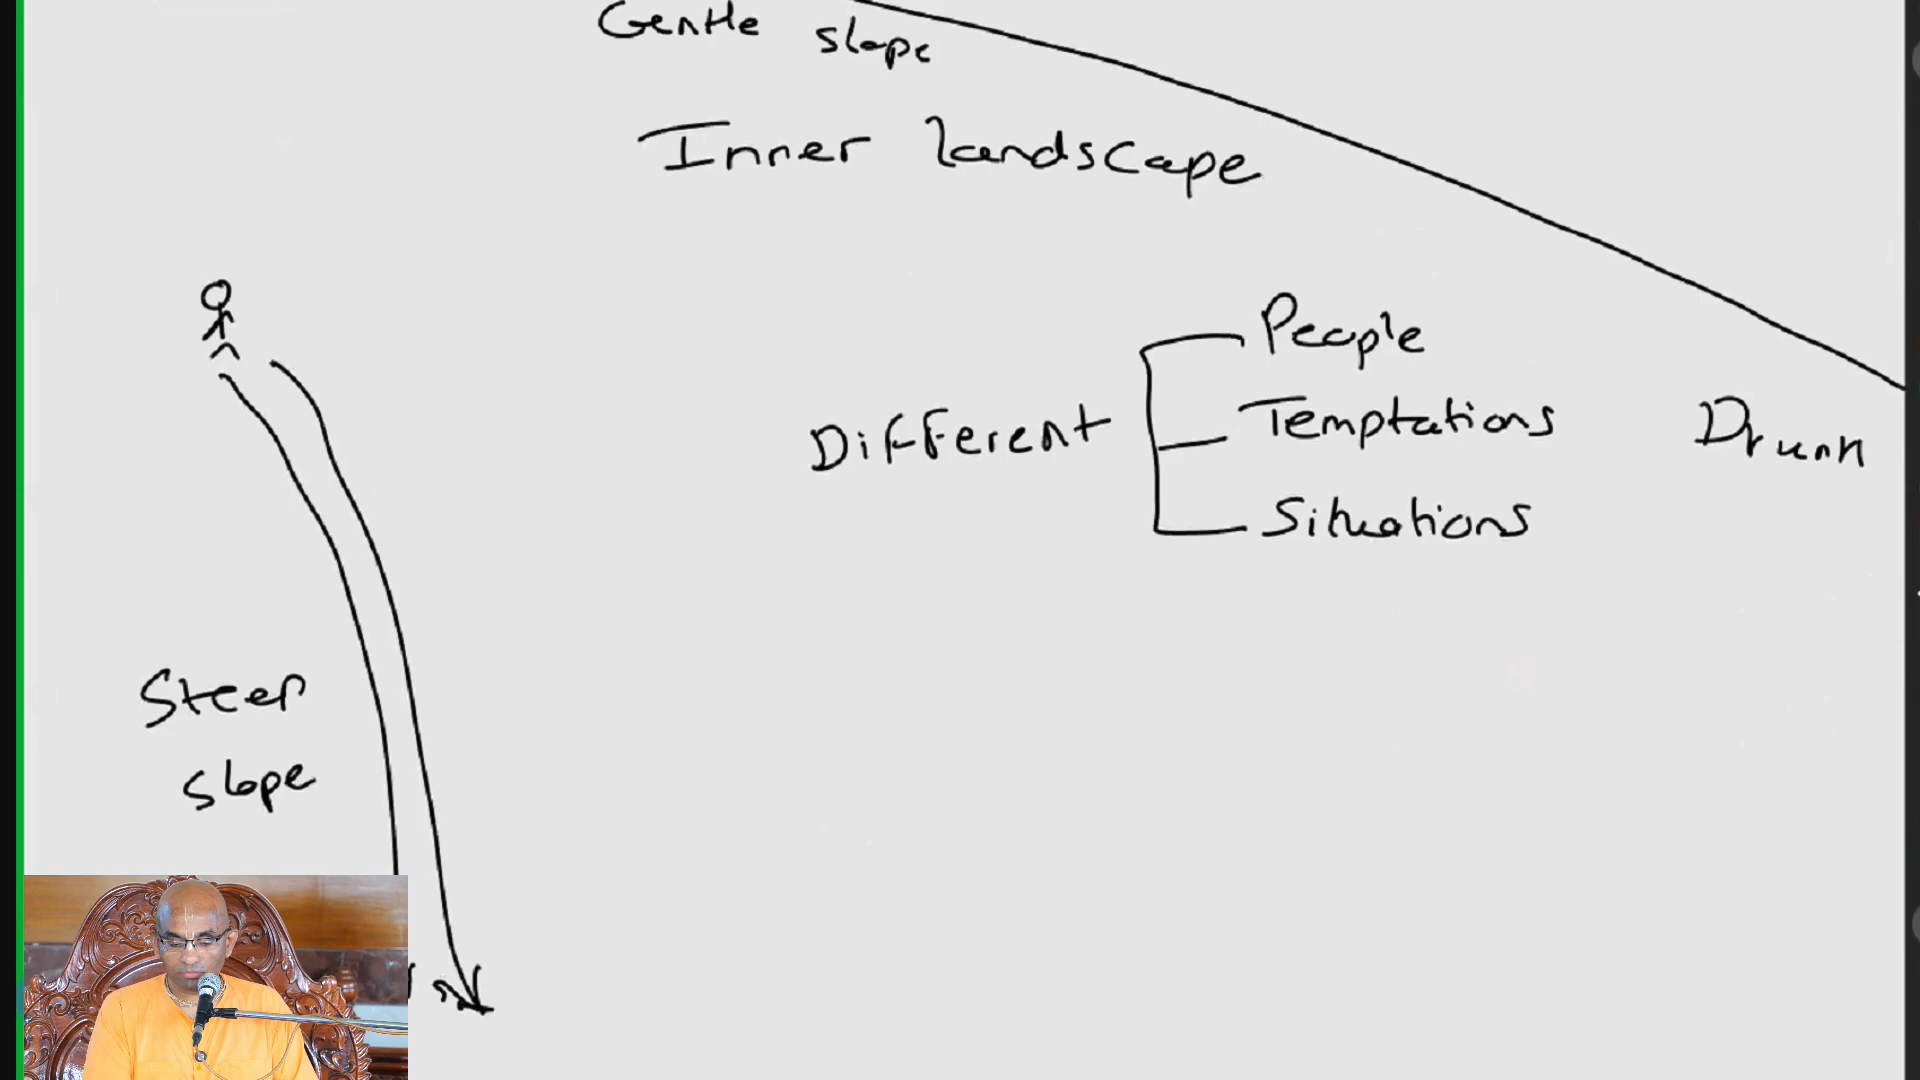 Gentle slope
Inner landscape
Different
People
Temptations
Situations
Drunk
Steep
slope